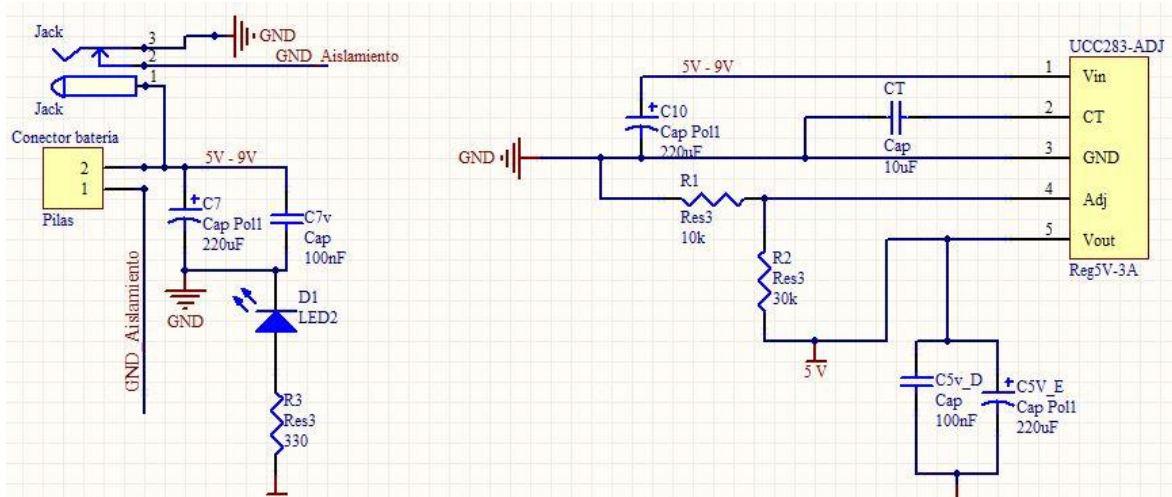 Jack
3
GND
2
GND_Aislamiento
1
Jack
Conector bateria
2
1
5V - 9V
Pilas
C7
Cap Pol1
220uF
C7v
Cap
100nF
GND
GND_Aislamiento
D1
LED2
R3
Res3
330
UCC283-ADJ
5V - 9V
1
Vin
C10
Cap Pol1
220uF
CT
Cap
10uF
2
CT
GND
3
GND
R1
Res3
10k
4
Adj
R2
Res3
30k
5
Vout
Reg5V-3A
5 V
C5v_D
Cap
100nF
C5V_E
Cap Pol1
220uF